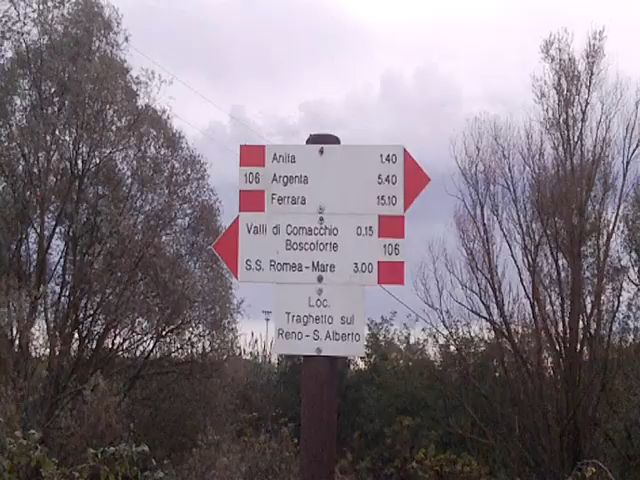 Anita 1.40
106 Argenta 5.40
Ferrara 15.10
Valli di Comacchio 0.15
Boscoforte 106
S.S. Romea-Mare 3.00
Loc.
Traghetto sul
Reno-S. Alberto